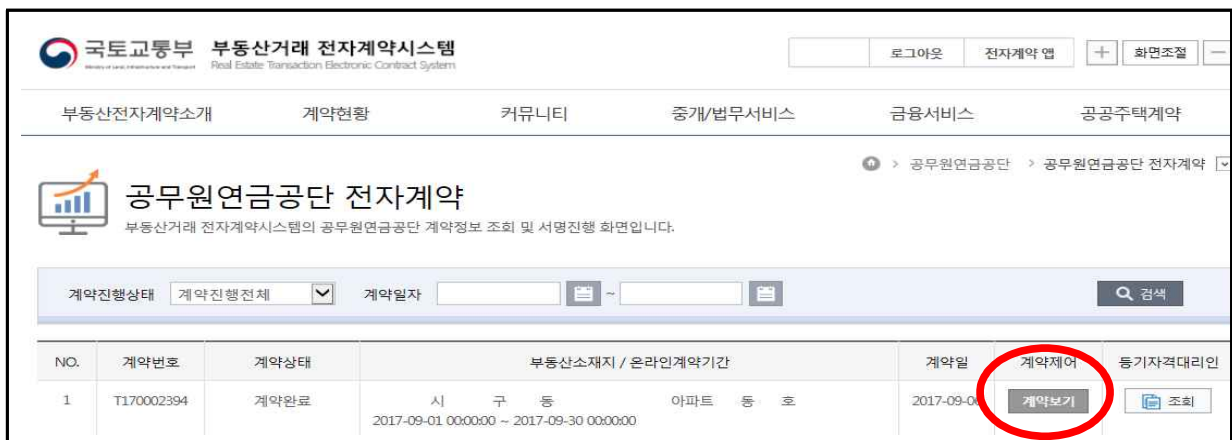 국토교통부 부동산거래 전자계약시스템
Ministry of Land, Infrastructure and Transport Real Estate Transaction Electronic Contract System
로그아웃 전자계약 앱 + 화면조절 −
부동산전자계약소개 계약현황 커뮤니티 중개/법무서비스 금융서비스 공공주택계약
> 공무원연금공단 > 공무원연금공단 전자계약
공무원연금공단 전자계약
부동산거래 전자계약시스템의 공무원연금공단 계약정보 조회 및 서명진행 화면입니다.
계약진행상태 계약진행전체 계약일자 ~ 검색
NO. 계약번호 계약상태 부동산소재지 / 온라인계약기간 계약일 계약제어 등기자격대리인
1 T170002394 계약완료 시 구 동 아파트 동 호 2017-09-0 계약보기 조회
2017-09-01 00:00:00 ~ 2017-09-30 00:00:00